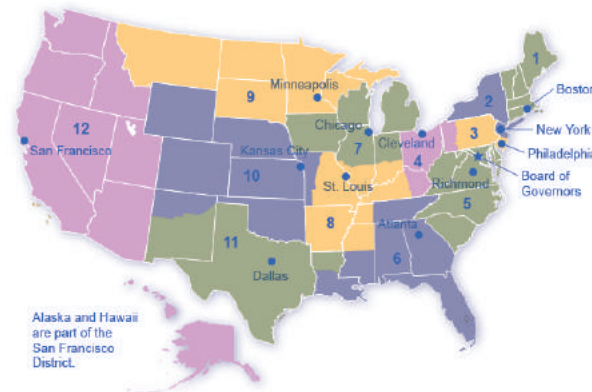 1
Boston
2
Minneapolis
9
New York
3
Chicago
Cleveland
Philadelphia
12
7
San Francisco
Kansas City
4
Board of
Governors
10
St. Louis
Richmond
5
8
Atlanta
11
6
Dallas
Alaska and Hawaii
are part of the
San Francisco
District.